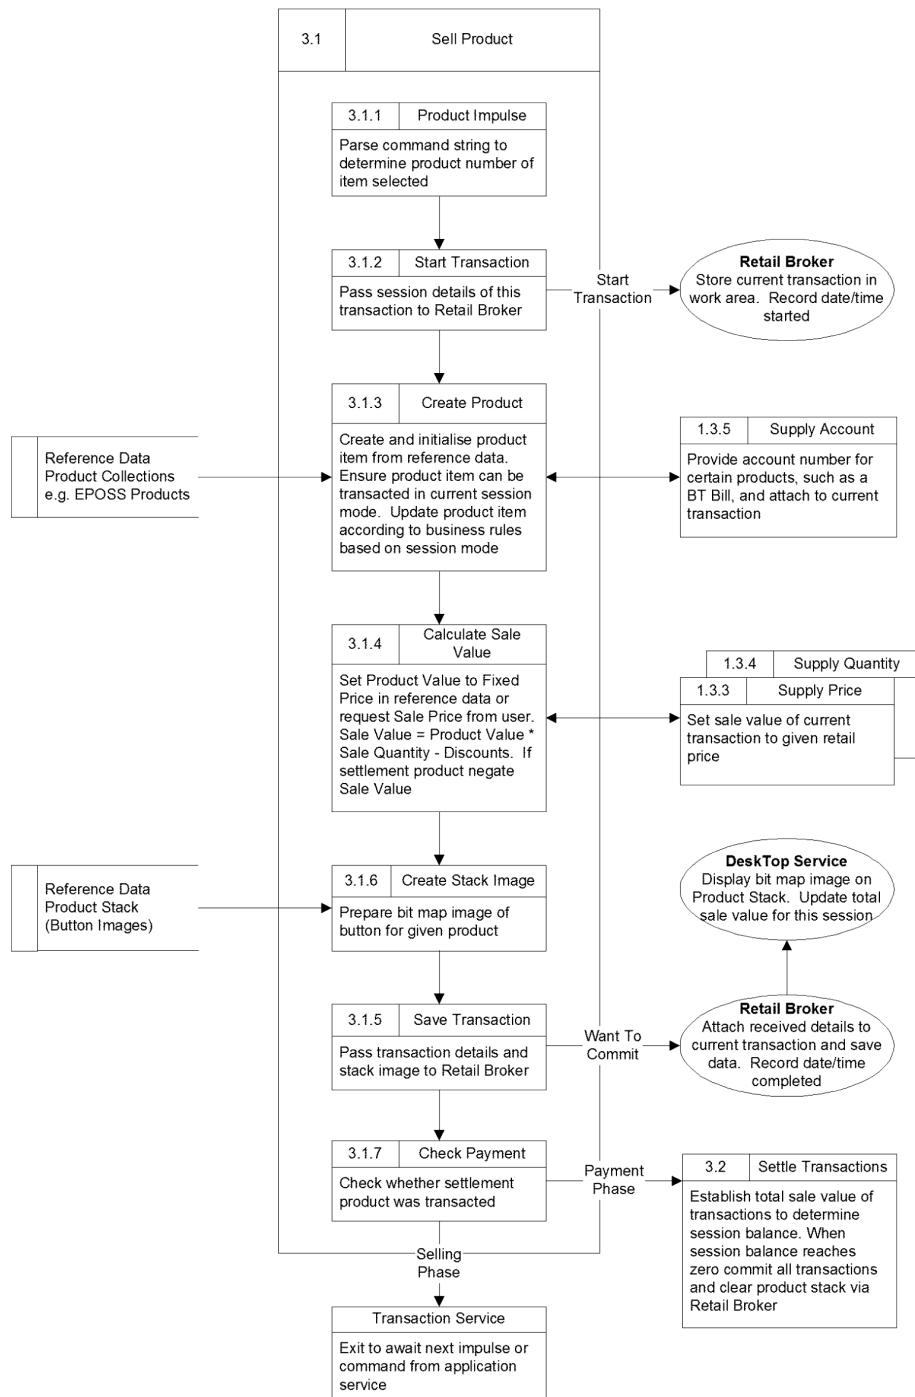 3.1 Sell Product
3.1.1 Product Impulse
Parse command string to
determine product number of
item selected
3.1.2 Start Transaction
Pass session details of this
transaction to Retail Broker
Start
Transaction
Retail Broker
Store current transaction in
work area.  Record date/time
started
3.1.3 Create Product
Create and initialise product
item from reference data.
Ensure product item can be
transacted in current session
mode.  Update product item
according to business rules
based on session mode
Reference Data
Product Collections
e.g. EPOSS Products
1.3.5 Supply Account
Provide account number for
certain products, such as a
BT Bill, and attach to current
transaction
3.1.4 Calculate Sale
Value
Set Product Value to Fixed
Price in reference data or
request Sale Price from user.
Sale Value = Product Value *
Sale Quantity - Discounts.  If
settlement product negate
Sale Value
1.3.4 Supply Quantity
1.3.3 Supply Price
Set sale value of current
transaction to given retail
price
3.1.6 Create Stack Image
Prepare bit map image of
button for given product
Reference Data
Product Stack
(Button Images)
DeskTop Service
Display bit map image on
Product Stack.  Update total
sale value for this session
3.1.5 Save Transaction
Pass transaction details and
stack image to Retail Broker
Want To
Commit
Retail Broker
Attach received details to
current transaction and save
data.  Record date/time
completed
3.1.7 Check Payment
Check whether settlement
product was transacted
Payment
Phase
3.2 Settle Transactions
Establish total sale value of
transactions to determine
session balance. When
session balance reaches
zero commit all transactions
and clear product stack via
Retail Broker
Selling
Phase
Transaction Service
Exit to await next impulse or
command from application
service